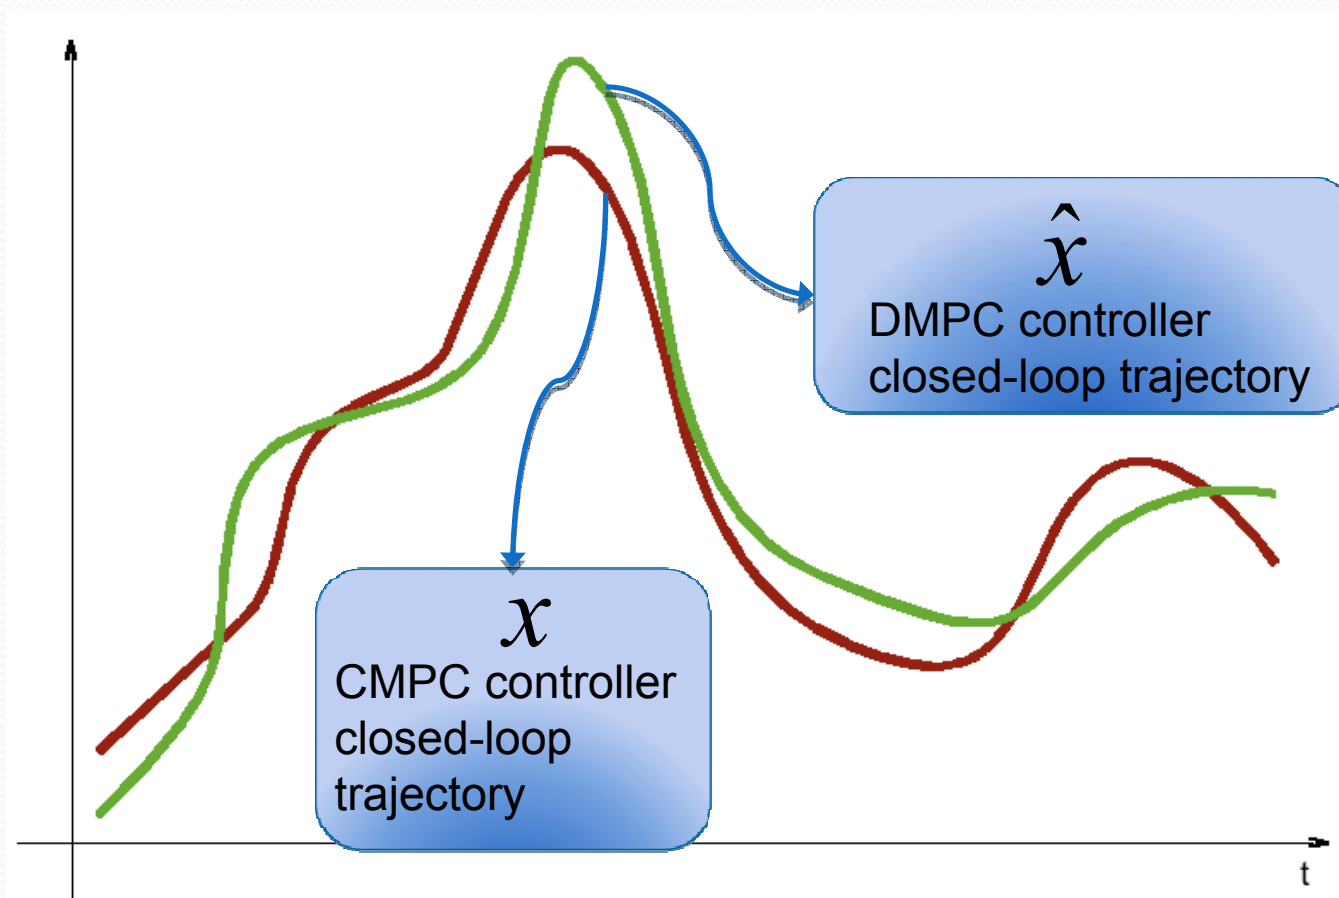 x̂
DMPC controller
closed-loop trajectory
x
CMPC controller
closed-loop
trajectory
t